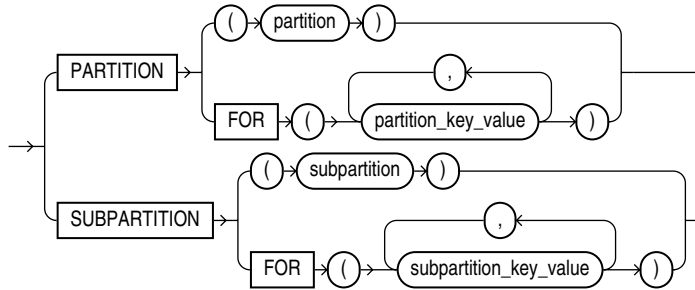 ( partition )
PARTITION
,
FOR ( partition_key_value )
( subpartition )
SUBPARTITION
,
FOR ( subpartition_key_value )